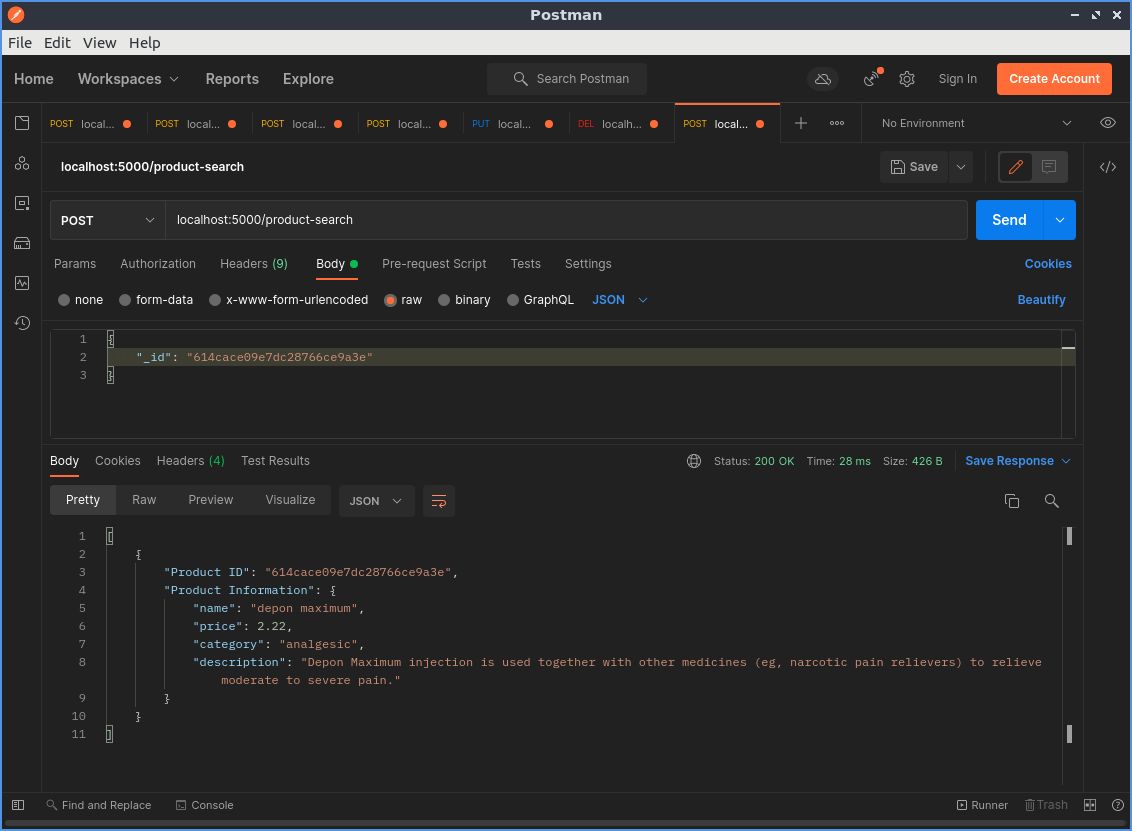 Postman
File Edit View Help
Home Workspaces Reports Explore Search Postman Sign In Create Account
POST local... POST local... POST local... POST local... PUT local... DEL localh... POST local... No Environment
localhost:5000/product-search Save
POST localhost:5000/product-search Send
Params Authorization Headers (9) Body Pre-request Script Tests Settings Cookies
none form-data x-www-form-urlencoded raw binary GraphQL JSON Beautify
1 {
2 "_id": "614cace09e7dc28766ce9a3e"
3 }
Body Cookies Headers (4) Test Results Status: 200 OK Time: 28 ms Size: 426 B Save Response
Pretty Raw Preview Visualize JSON
1 [
2 {
3 "Product ID": "614cace09e7dc28766ce9a3e",
4 "Product Information": {
5 "name": "depon maximum",
6 "price": 2.22,
7 "category": "analgesic",
8 "description": "Depon Maximum injection is used together with other medicines (eg, narcotic pain relievers) to relieve
moderate to severe pain."
9 }
10 }
11 ]
Find and Replace Console Runner Trash